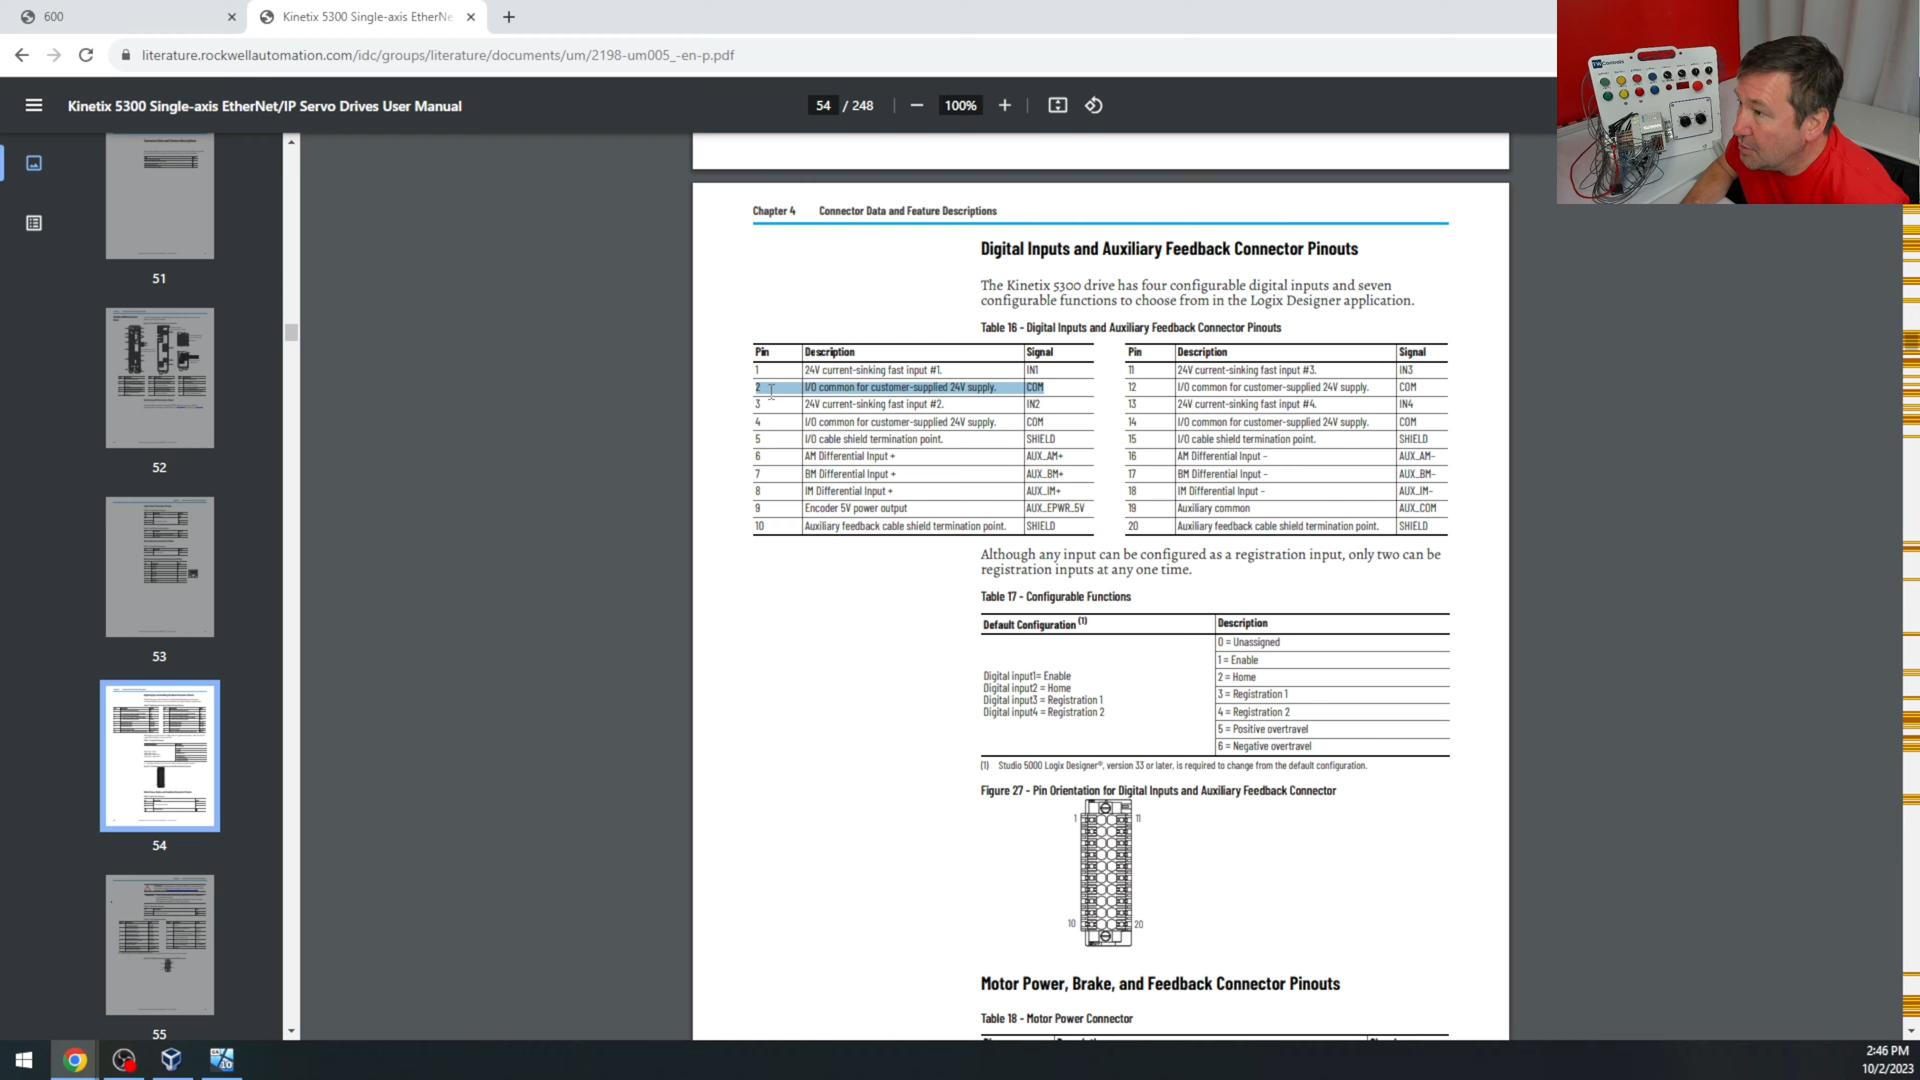 600
Kinetix 5300 Single-axis EtherNe
literature.rockwellautomation.com/idc/groups/literature/documents/um/2198-um005_-en-p.pdf
Kinetix 5300 Single-axis EtherNet/IP Servo Drives User Manual
54 / 248
100%
51
52
53
54
55
Chapter 4 Connector Data and Feature Descriptions
Digital Inputs and Auxiliary Feedback Connector Pinouts
The Kinetix 5300 drive has four configurable digital inputs and seven
configurable functions to choose from in the Logix Designer application.
Table 16 - Digital Inputs and Auxiliary Feedback Connector Pinouts
Pin Description Signal Pin Description Signal
1 24V current-sinking fast input #1. IN1 11 24V current-sinking fast input #3. IN3
2 I/O common for customer-supplied 24V supply. COM 12 I/O common for customer-supplied 24V supply. COM
3 24V current-sinking fast input #2. IN2 13 24V current-sinking fast input #4. IN4
4 I/O common for customer-supplied 24V supply. COM 14 I/O common for customer-supplied 24V supply. COM
5 I/O cable shield termination point. SHIELD 15 I/O cable shield termination point. SHIELD
6 AM Differential Input + AUX_AM+ 16 AM Differential Input - AUX_AM-
7 BM Differential Input + AUX_BM+ 17 BM Differential Input - AUX_BM-
8 IM Differential Input + AUX_IM+ 18 IM Differential Input - AUX_IM-
9 Encoder 5V power output AUX_EPWR_5V 19 Auxiliary common AUX_COM
10 Auxiliary feedback cable shield termination point. SHIELD 20 Auxiliary feedback cable shield termination point. SHIELD
Although any input can be configured as a registration input, only two can be
registration inputs at any one time.
Table 17 - Configurable Functions
Default Configuration (1) Description
0 = Unassigned
1 = Enable
2 = Home
3 = Registration 1
4 = Registration 2
5 = Positive overtravel
6 = Negative overtravel
Digital input1= Enable
Digital input2 = Home
Digital input3 = Registration 1
Digital input4 = Registration 2
(1) Studio 5000 Logix Designer®, version 33 or later, is required to change from the default configuration.
Figure 27 - Pin Orientation for Digital Inputs and Auxiliary Feedback Connector
1 11
10 20
Motor Power, Brake, and Feedback Connector Pinouts
Table 18 - Motor Power Connector
2:46 PM
10/2/2023